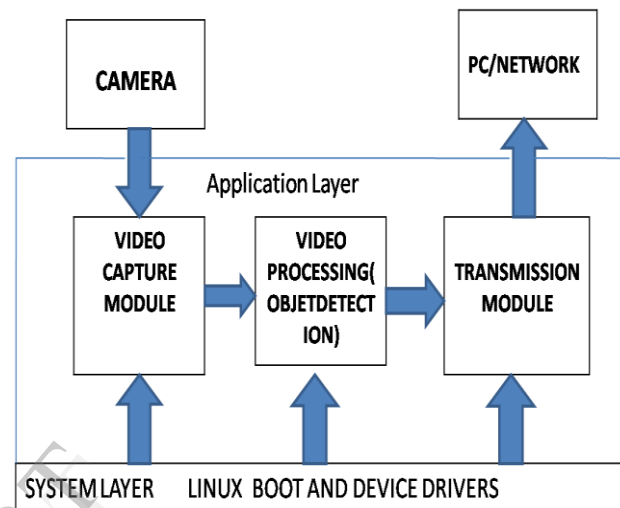 CAMERA
PC/NETWORK
Application Layer
VIDEO
CAPTURE
MODULE
VIDEO
PROCESSING(
OBJETDETECT
ION)
TRANSMISSION
MODULE
SYSTEM LAYER LINUX BOOT AND DEVICE DRIVERS